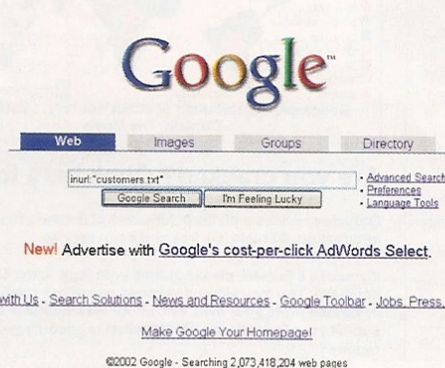 Google™
Web Images Groups Directory
inurl:"customers.txt"
Google Search I'm Feeling Lucky
• Advanced Search
• Preferences
• Language Tools
New! Advertise with Google's cost-per-click AdWords Select.
with Us - Search Solutions - News and Resources - Google Toolbar - Jobs, Press,
Make Google Your Homepage!
©2002 Google - Searching 2,073,418,204 web pages